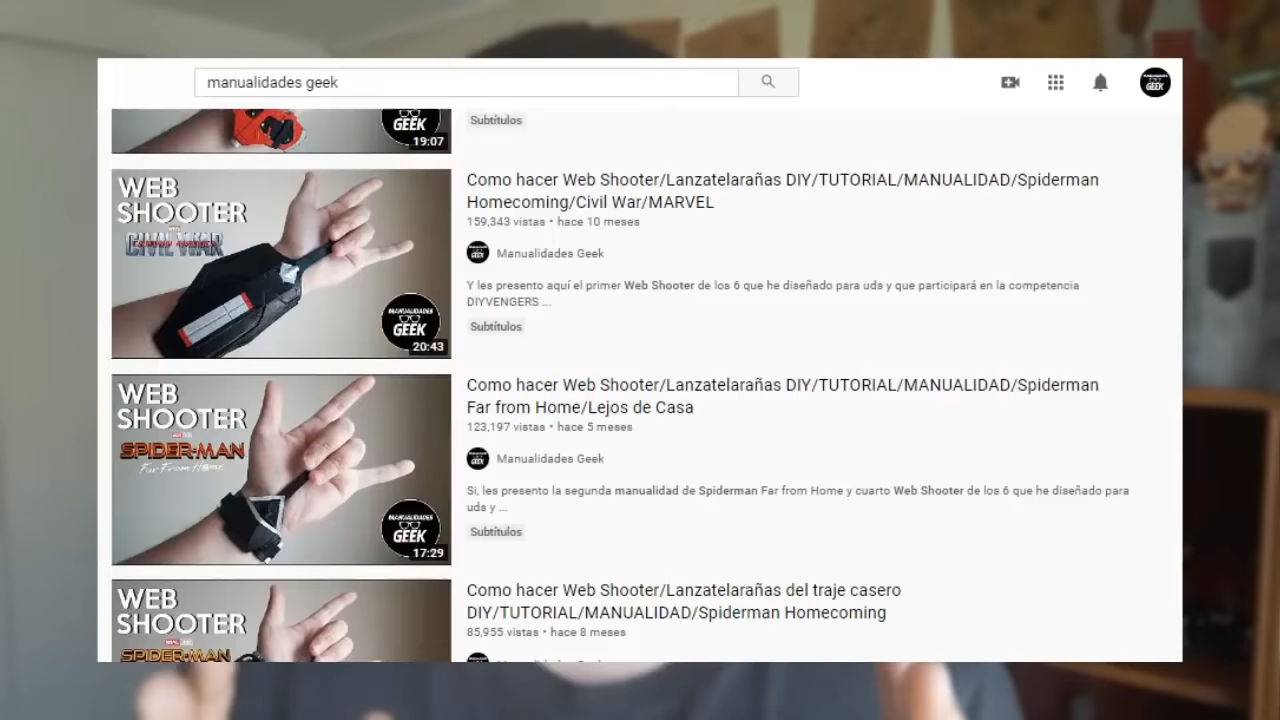 manualidades geek
GEEK
GEEK
19:07
Subtítulos
WEB
SHOOTER
CIVIL WAR
MANUALIDADES
GEEK
20:43
Como hacer Web Shooter/Lanzatelarañas DIY/TUTORIAL/MANUALIDAD/Spiderman
Homecoming/Civil War/MARVEL
159,343 vistas • hace 10 meses
Manualidades Geek
Y les presento aquí el primer Web Shooter de los 6 que he diseñado para uds y que participará en la competencia
DIYVENGERS ...
Subtítulos
WEB
SHOOTER
SPIDER-MAN
Far From Home
MANUALIDADES
GEEK
17:29
Como hacer Web Shooter/Lanzatelarañas DIY/TUTORIAL/MANUALIDAD/Spiderman
Far from Home/Lejos de Casa
123,197 vistas • hace 5 meses
Manualidades Geek
Si, les presento la segunda manualidad de Spiderman Far from Home y cuarto Web Shooter de los 6 que he diseñado para
uds y ...
Subtítulos
WEB
SHOOTER
SPIDER-MAN
Como hacer Web Shooter/Lanzatelarañas del traje casero
DIY/TUTORIAL/MANUALIDAD/Spiderman Homecoming
85,955 vistas • hace 8 meses